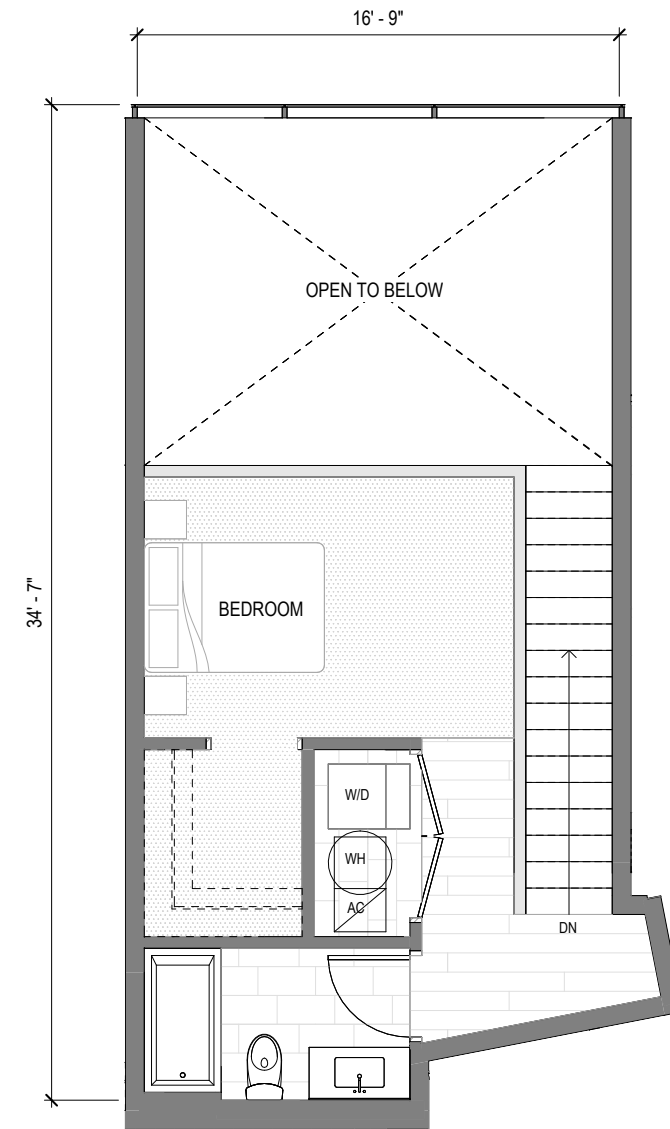 16' - 9"
OPEN TO BELOW
34' - 7"
BEDROOM
W/D
WH
AC
DN